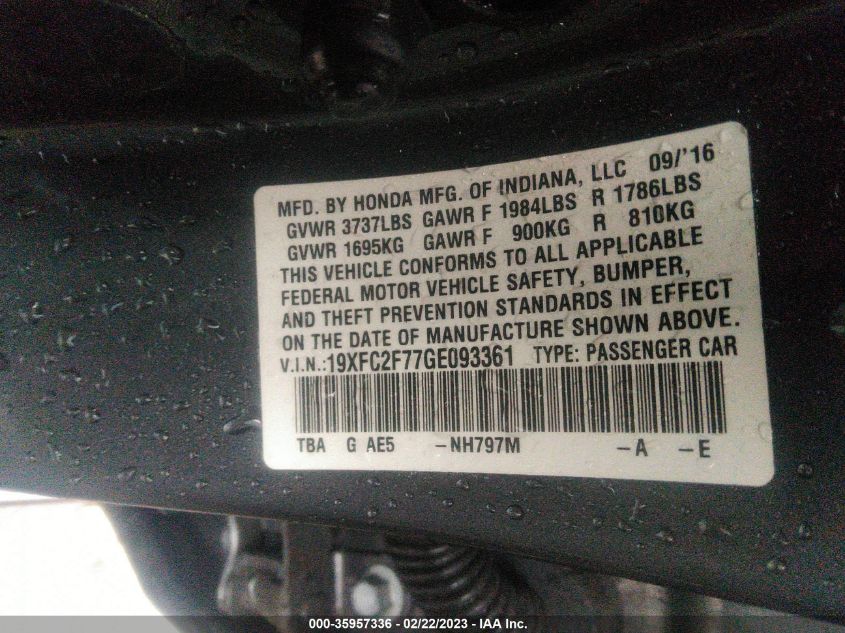 MFD. BY HONDA MFG. OF INDIANA, LLC 09/'16
GVWR 3737LBS GAWR F 1984LBS R 1786LBS
GVWR 1695KG GAWR F 900KG R 810KG
THIS VEHICLE CONFORMS TO ALL APPLICABLE
FEDERAL MOTOR VEHICLE SAFETY, BUMPER,
AND THEFT PREVENTION STANDARDS IN EFFECT
ON THE DATE OF MANUFACTURE SHOWN ABOVE.
V.I.N.:19XFC2F77GE093361 TYPE: PASSENGER CAR
TBA G AE5 -NH797M -A -E
000-35957336 - 02/22/2023 - IAA Inc.